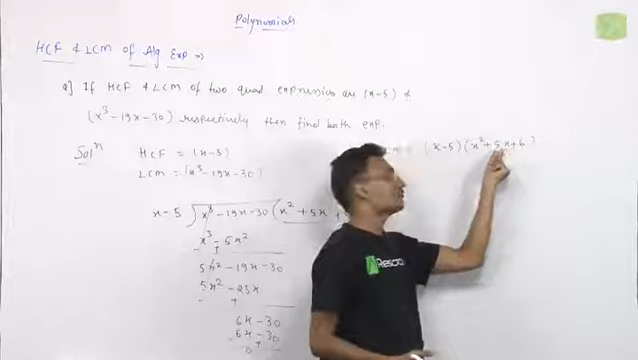 Polynomials
HCF & LCM of Alg Exp ⇒
Q] If HCF & LCM of two quad expressions are (x-5) &
(x³ - 19x - 30) respectively then find both exp.
Solⁿ
HCF = (x-5)
(x-5)(x² + 5x + 6)
LCM = (x³ - 19x - 30)
x-5) x³ - 19x - 30 (x² + 5x +
x³ - 5x²
- +
5x² - 19x - 30
5x² - 25x
- +
6x - 30
6x - 30
- +
0
Reso